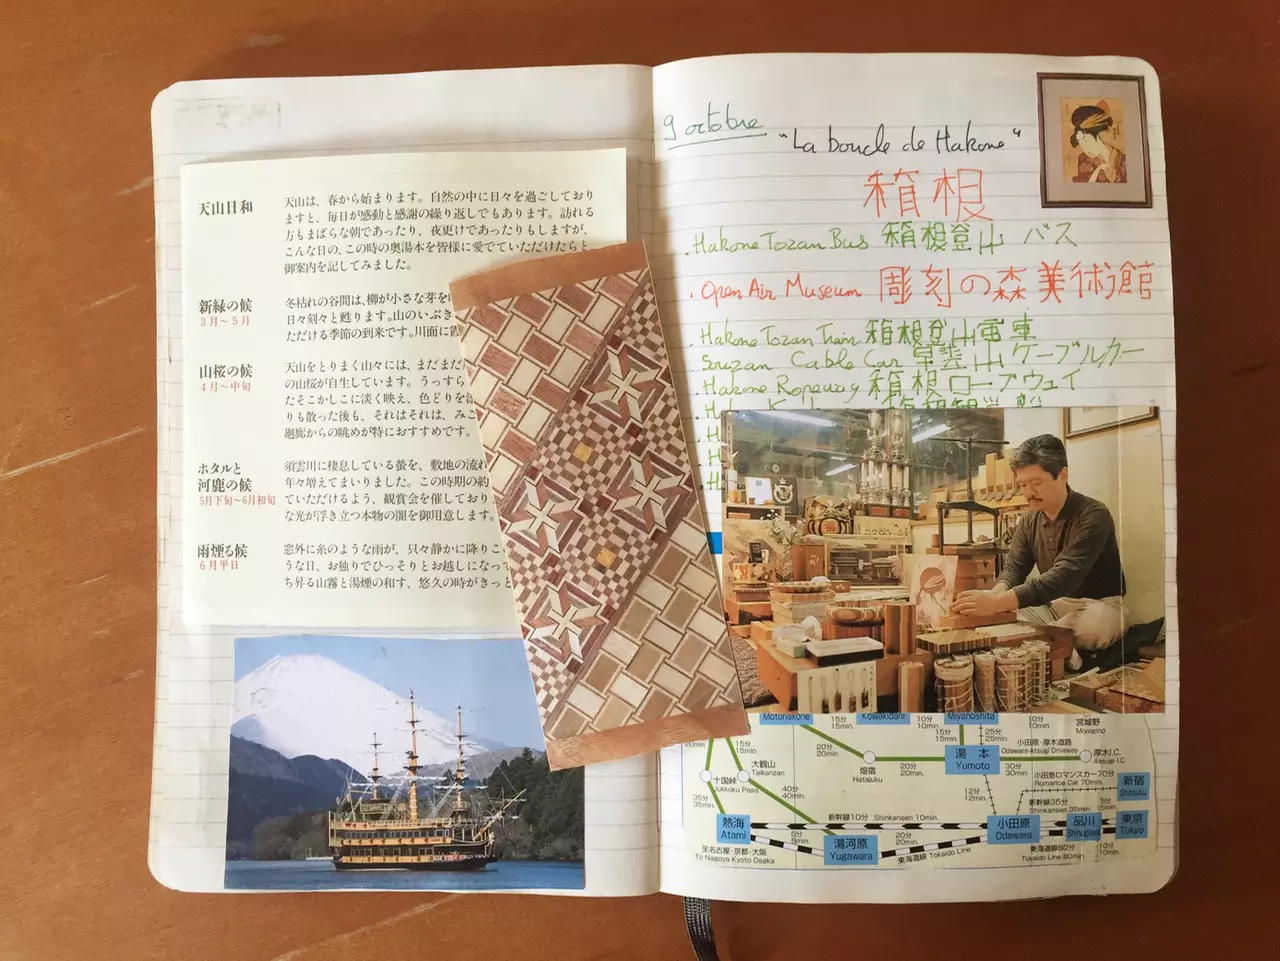 天山日和
天山は、春から始まります。自然の中に日々を過ごしており
ますと、毎日が感動と感謝の繰り返しでもあります。訪れる
方もまばらな朝であったり、夜更けであったりもしますが、
こんな日の、この時の奥湯本を皆様に愛でていただけたらと
御案内を記してみました。
新緑の候
3月〜5月
冬枯れの谷間は、柳が小さな芽を
日々刻々と甦ります。山のいぶき
ただける季節の到来です。川面に
山桜の候
4月〜中旬
天山をとりまく山々には、まだまだ
の山桜が自生しています。うっすら
たそこかしこに淡く映え、色どりを
りも散った後も、それはそれは、みご
廻廊からの眺めが特におすすめです。
ホタルと
河鹿の候
5月下旬〜6月初旬
須雲川に棲息している螢を、敷地の流れ
年々増えてまいりました。この時期の約
ていただけるよう、観賞会を催しており
な光が浮き立つ本物の闇を御用意します。
雨煙る候
6月平日
窓外に糸のような雨が、只々静かに降りこ
うな日、お独りでひっそりとお越しになって
ち昇る山霧と湯煙の和す、悠久の時がきっと
9 octobre
"La boucle de Hakone"
箱根
. Hakone Tozan Bus 箱根登山 バス
. Open Air Museum 彫刻の森美術館
Hakone Tozan Train 箱根登山電車
Souzan Cable Car 早雲山 ケーブルカー
Hakone Ropeway 箱根ロープウェイ
Motohakone
Kowakidani
Miyanoshita
15分
15min.
20分
20min.
10分
10min.
15分
15min.
25分
25min.
10分
10min.
宮城野
Miyagino
十国峠
Jukkoku Pass
大観山
Taikanzan
畑宿
Hatajuku
20分
20min.
湯本
Yumoto
小田原・厚木道路
Odawara-Atsugi Driveway
30分
30min.
厚木I.C.
Atsugi I.C.
35分
35min.
40分
40min.
12分
12min.
小田急ロマンスカー70分
Romance Car 70min.
新宿
Shinjuku
新幹線35分
Shinkansen 35min.
5分
5min.
熱海
Atami
新幹線10分 Shinkansen 10min.
小田原
Odawara
品川
Shinagawa
東京
Tokyo
至名古屋・京都・大阪
To Nagoya Kyoto Osaka
5分
5min.
湯河原
Yugawara
20分
20min.
東海道線 Tokaido Line
東海道線80分
Tokaido Line 80min.
10分
10min.